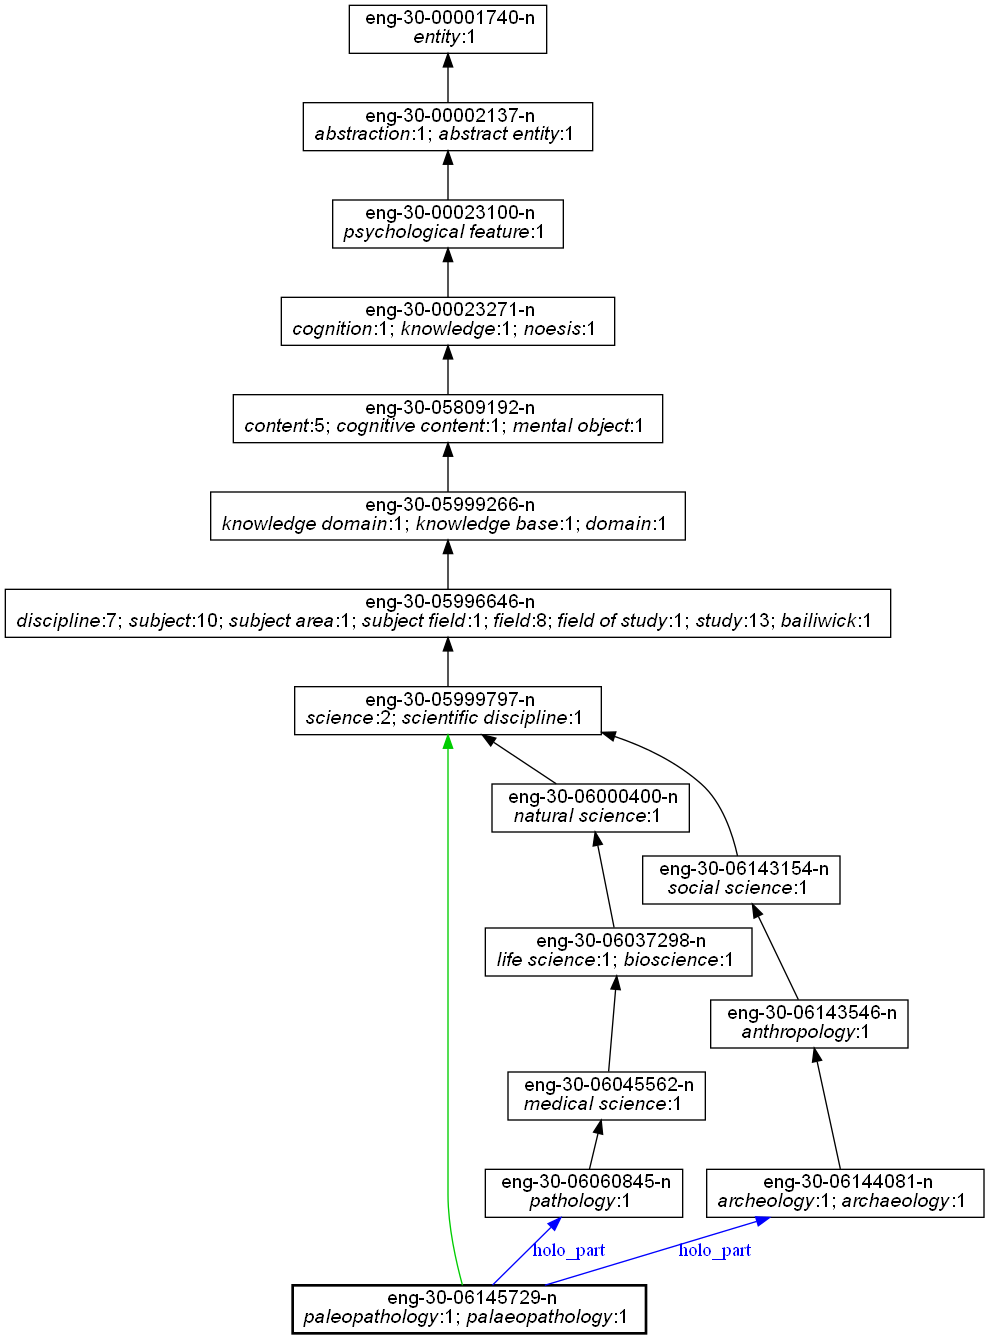 eng-30-00001740-n
entity:1
eng-30-00002137-n
abstraction:1; abstract entity:1
eng-30-00023100-n
psychological feature:1
eng-30-00023271-n
cognition:1; knowledge:1; noesis:1
eng-30-05809192-n
content:5; cognitive content:1; mental object:1
eng-30-05999266-n
knowledge domain:1; knowledge base:1; domain:1
eng-30-05996646-n
discipline:7; subject:10; subject area:1; subject field:1; field:8; field of study:1; study:13; bailiwick:1
eng-30-05999797-n
science:2; scientific discipline:1
eng-30-06000400-n
natural science:1
eng-30-06143154-n
social science:1
eng-30-06037298-n
life science:1; bioscience:1
eng-30-06143546-n
anthropology:1
eng-30-06045562-n
medical science:1
eng-30-06060845-n
pathology:1
eng-30-06144081-n
archeology:1; archaeology:1
holo_part
holo_part
eng-30-06145729-n
paleopathology:1; palaeopathology:1